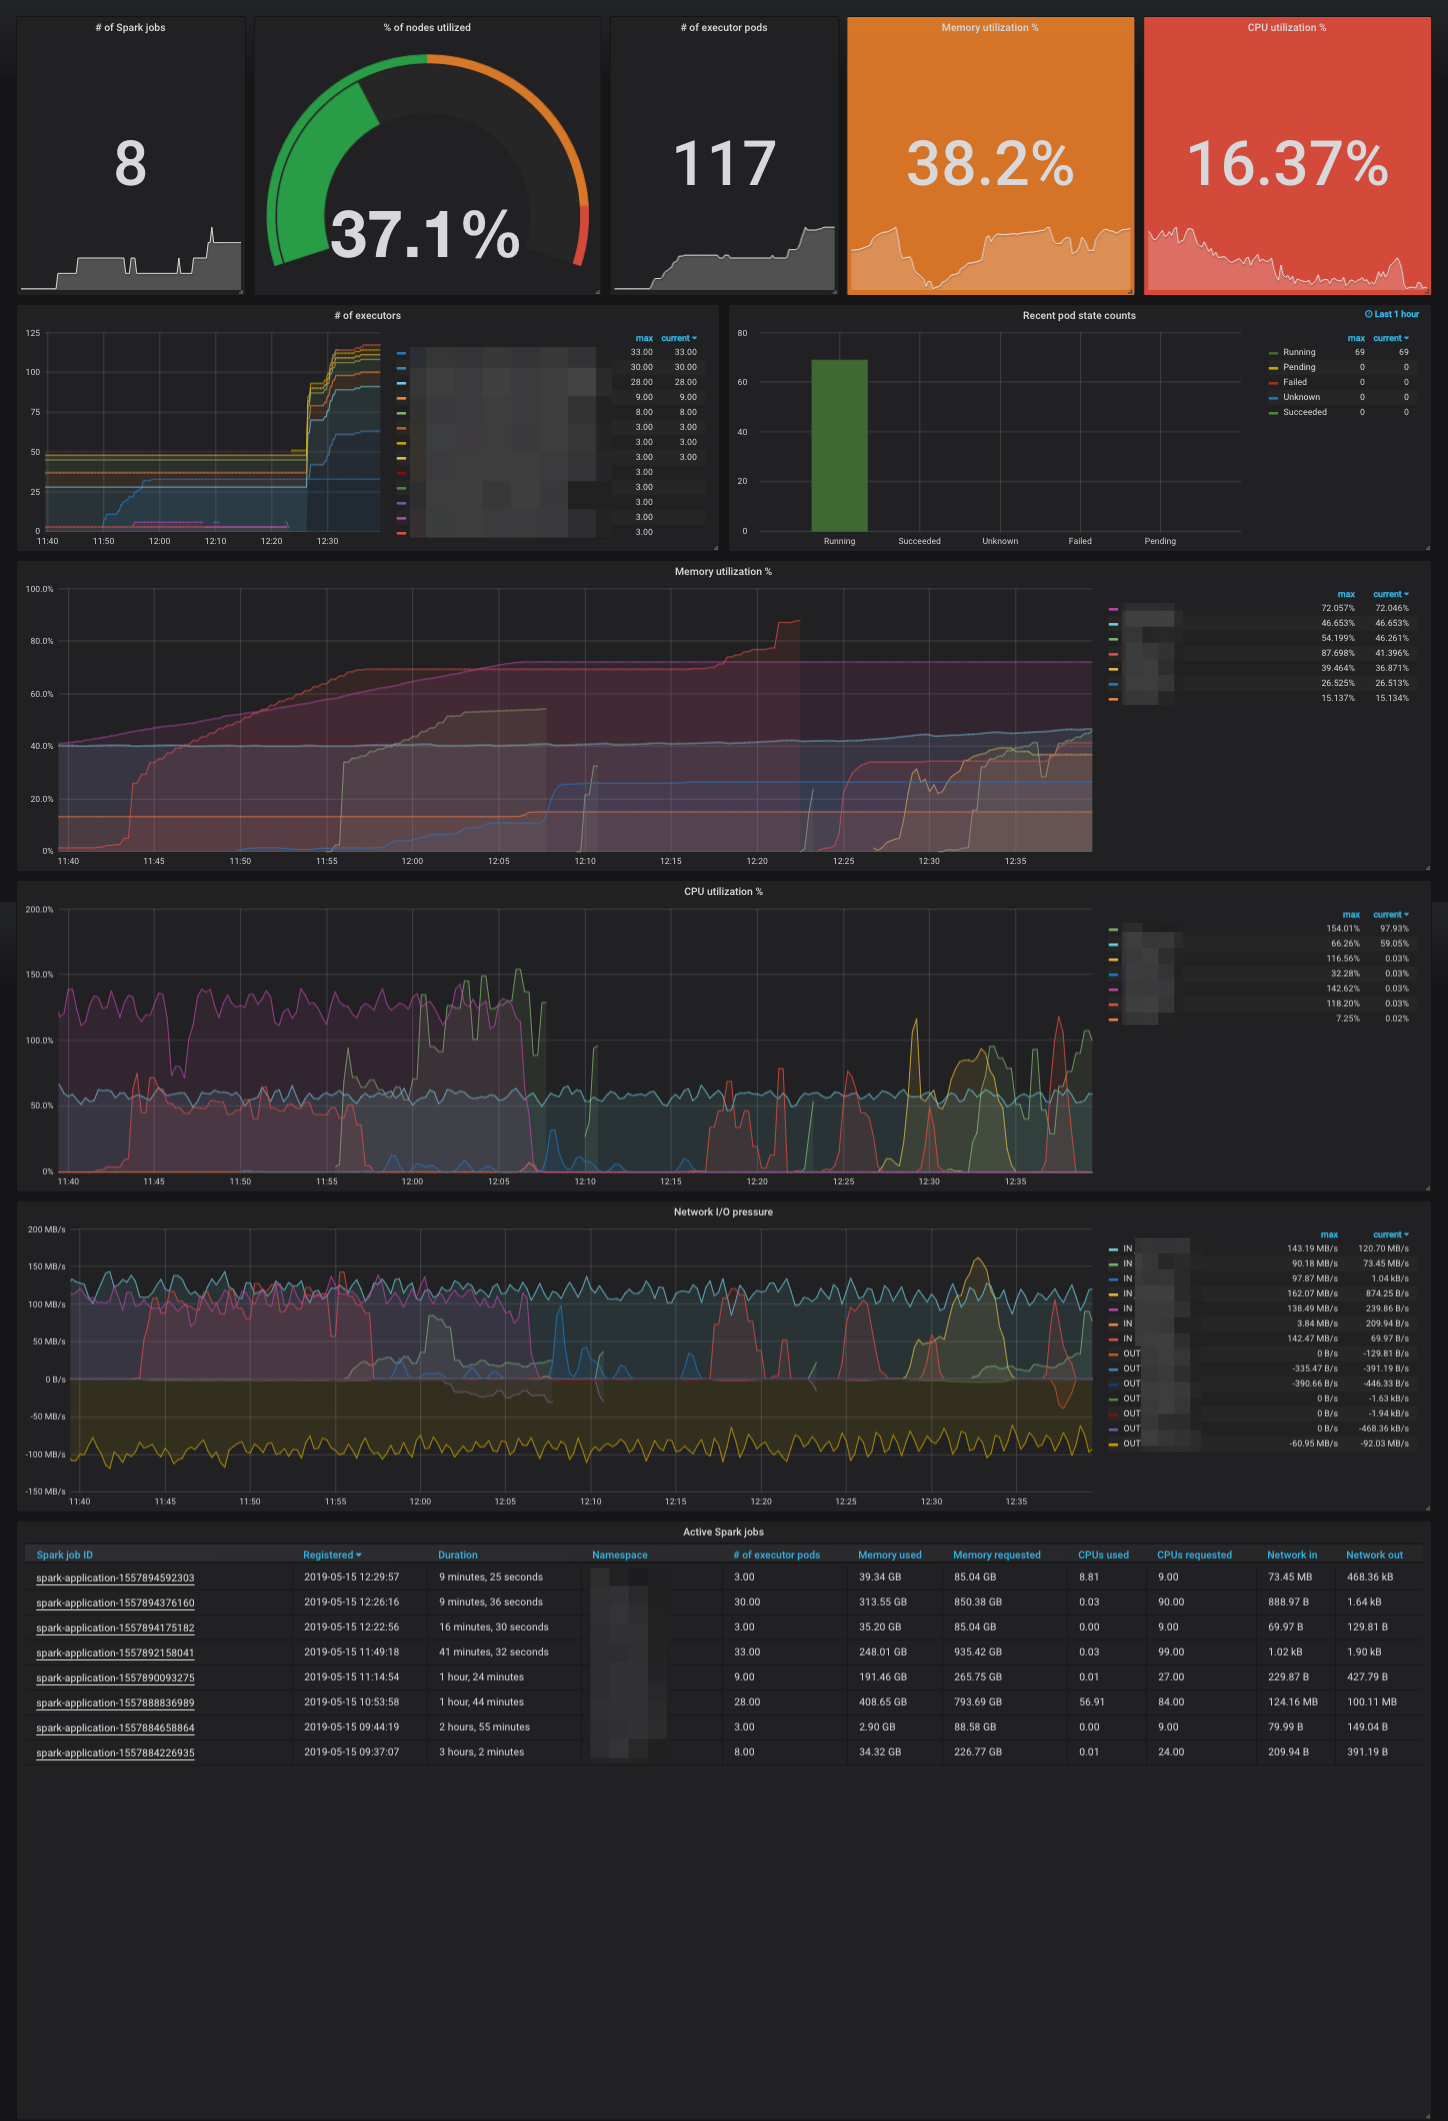 # of Spark jobs
8
% of nodes utilized
37.1%
# of executor pods
117
Memory utilization %
38.2%
CPU utilization %
16.37%
# of executors
125
100
75
50
25
0
11:40 11:50 12:00 12:10 12:20 12:30
max current
33.00 33.00
30.00 30.00
28.00 28.00
9.00 9.00
8.00 8.00
3.00 3.00
3.00 3.00
3.00 3.00
3.00
3.00
3.00
3.00
3.00
Recent pod state counts
Last 1 hour
80
60
40
20
0
Running Succeeded Unknown Failed Pending
max current
Running 69 69
Pending 0 0
Failed 0 0
Unknown 0 0
Succeeded 0 0
Memory utilization %
100.0%
80.0%
60.0%
40.0%
20.0%
0%
11:40 11:45 11:50 11:55 12:00 12:05 12:10 12:15 12:20 12:25 12:30 12:35
max current
72.057% 72.046%
46.653% 46.653%
54.199% 46.261%
87.698% 41.396%
39.464% 36.871%
26.525% 26.513%
15.137% 15.134%
CPU utilization %
200.0%
150.0%
100.0%
50.0%
0%
11:40 11:45 11:50 11:55 12:00 12:05 12:10 12:15 12:20 12:25 12:30 12:35
max current
154.01% 97.93%
66.26% 59.05%
116.56% 0.03%
32.28% 0.03%
142.62% 0.03%
118.20% 0.03%
7.25% 0.02%
Network I/O pressure
200 MB/s
150 MB/s
100 MB/s
50 MB/s
0 B/s
-50 MB/s
-100 MB/s
-150 MB/s
11:40 11:45 11:50 11:55 12:00 12:05 12:10 12:15 12:20 12:25 12:30 12:35
max current
IN 143.19 MB/s 120.70 MB/s
IN 90.18 MB/s 73.45 MB/s
IN 97.87 MB/s 1.04 kB/s
IN 162.07 MB/s 874.25 B/s
IN 138.49 MB/s 239.86 B/s
IN 3.84 MB/s 209.94 B/s
IN 142.47 MB/s 69.97 B/s
OUT 0 B/s -129.81 B/s
OUT -335.47 B/s -391.19 B/s
OUT -390.66 B/s -446.33 B/s
OUT 0 B/s -1.63 kB/s
OUT 0 B/s -1.94 kB/s
OUT 0 B/s -468.36 kB/s
OUT -60.95 MB/s -92.03 MB/s
Active Spark jobs
Spark job ID Registered Duration Namespace # of executor pods Memory used Memory requested CPUs used CPUs requested Network in Network out
spark-application-1557894592303 2019-05-15 12:29:57 9 minutes, 25 seconds 3.00 39.34 GB 85.04 GB 8.81 9.00 73.45 MB 468.36 kB
spark-application-1557894376160 2019-05-15 12:26:16 9 minutes, 36 seconds 30.00 313.55 GB 850.38 GB 0.03 90.00 888.97 B 1.64 kB
spark-application-1557894175182 2019-05-15 12:22:56 16 minutes, 30 seconds 3.00 35.20 GB 85.04 GB 0.00 9.00 69.97 B 129.81 B
spark-application-1557892158041 2019-05-15 11:49:18 41 minutes, 32 seconds 33.00 248.01 GB 935.42 GB 0.03 99.00 1.02 kB 1.90 kB
spark-application-1557890093275 2019-05-15 11:14:54 1 hour, 24 minutes 9.00 191.46 GB 265.75 GB 0.01 27.00 229.87 B 427.79 B
spark-application-1557888836989 2019-05-15 10:53:58 1 hour, 44 minutes 28.00 408.65 GB 793.69 GB 56.91 84.00 124.16 MB 100.11 MB
spark-application-1557884658864 2019-05-15 09:44:19 2 hours, 55 minutes 3.00 2.90 GB 88.58 GB 0.00 9.00 79.99 B 149.04 B
spark-application-1557884226935 2019-05-15 09:37:07 3 hours, 2 minutes 8.00 34.32 GB 226.77 GB 0.01 24.00 209.94 B 391.19 B